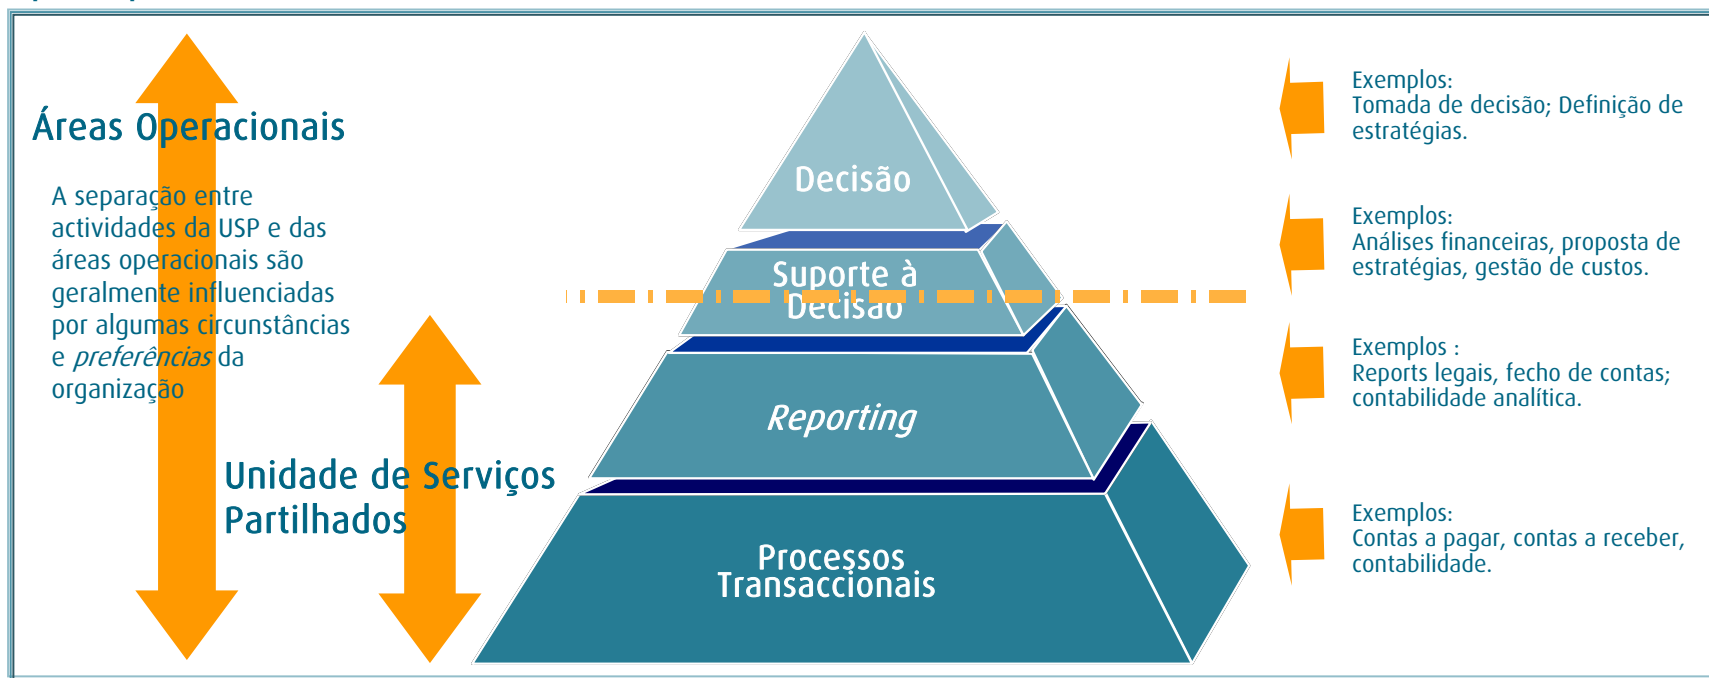 Áreas Operacionais
A separação entre
actividades da USP e das
áreas operacionais são
geralmente influenciadas
por algumas circunstâncias
e preferências da
organização
Unidade de Serviços
Partilhados
Decisão
Suporte à
Decisão
Reporting
Processos
Transaccionais
Exemplos:
Tomada de decisão; Definição de
estratégias.
Exemplos:
Análises financeiras, proposta de
estratégias, gestão de custos.
Exemplos :
Reports legais, fecho de contas;
contabilidade analítica.
Exemplos:
Contas a pagar, contas a receber,
contabilidade.